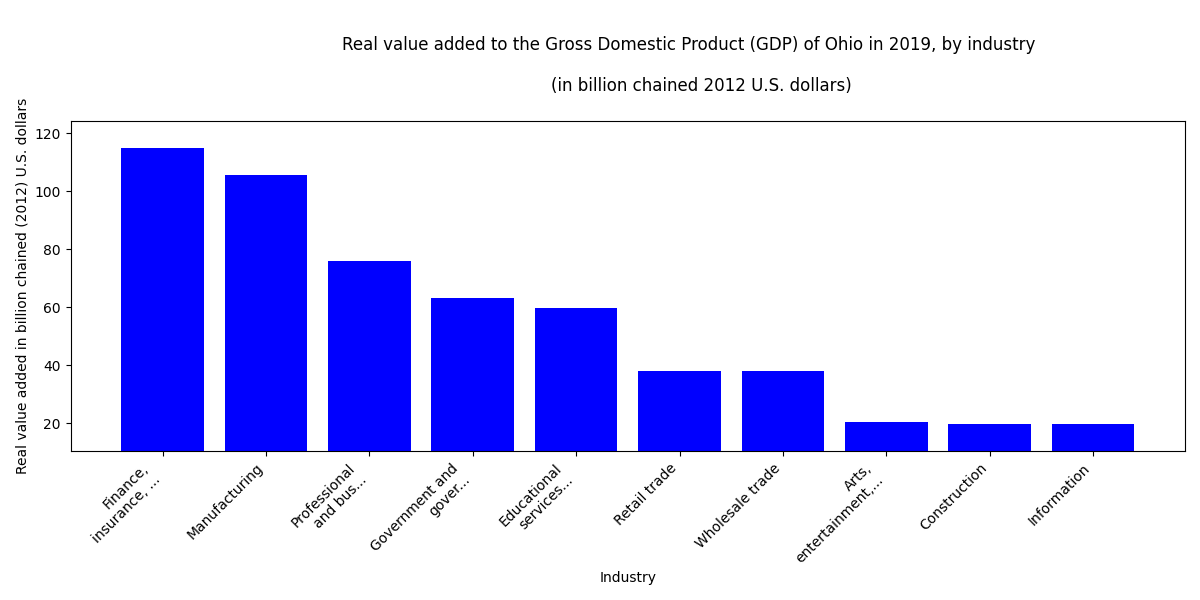 Real value added to the Gross Domestic Product (GDP) of Ohio in 2019, by industry
(in billion chained 2012 U.S. dollars)
Real value added in billion chained (2012) U.S. dollars
120
100
80
60
40
20
Finance,
insurance, ...
Manufacturing
Professional
and bus...
Government and
gover...
Educational
services...
Retail trade
Wholesale trade
Arts,
entertainment,...
Construction
Information
Industry